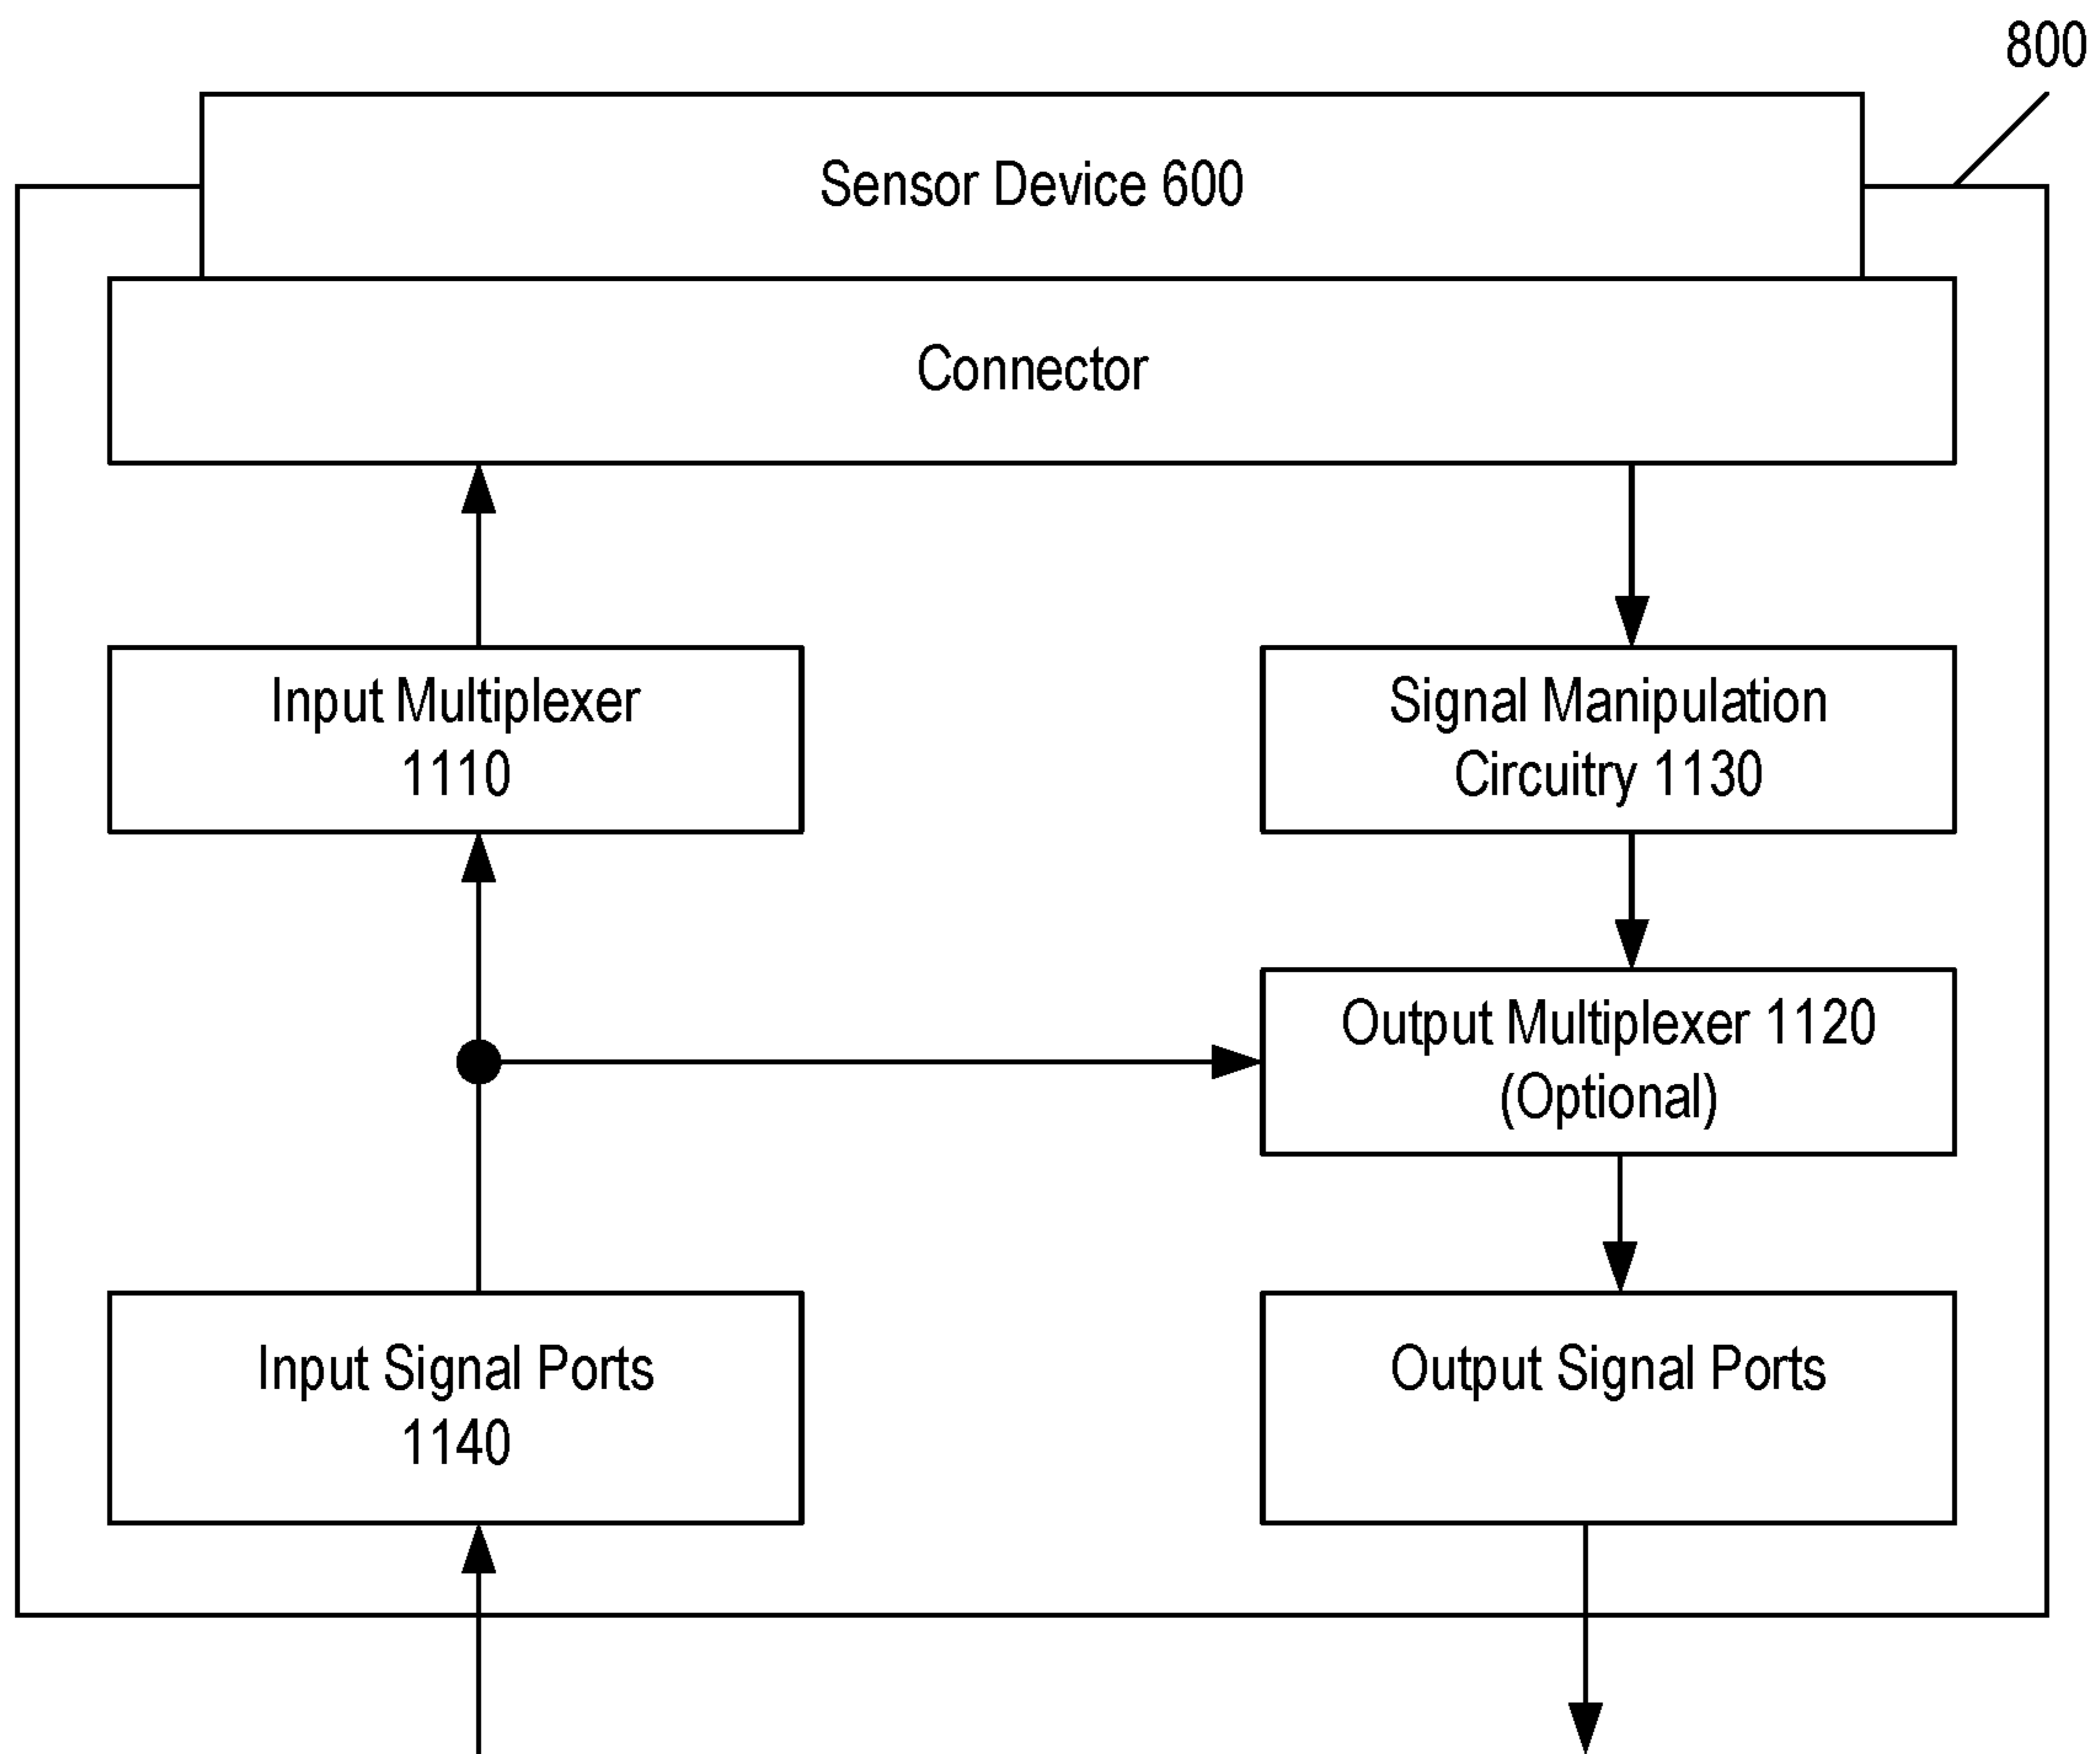 800
Sensor Device 600
Connector
Input Multiplexer
1110
Signal Manipulation
Circuitry 1130
Output Multiplexer 1120
(Optional)
Input Signal Ports
1140
Output Signal Ports